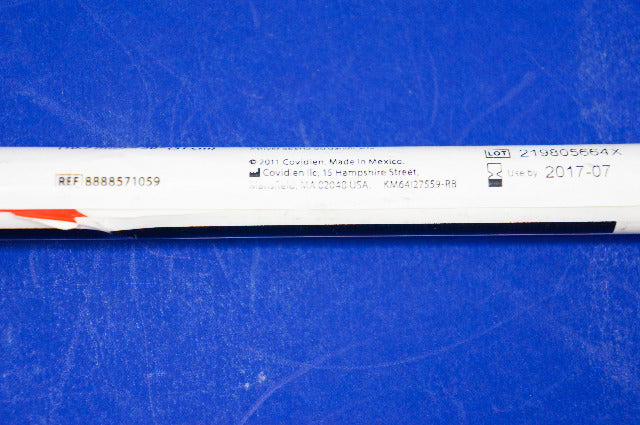 © 2011 Covidien. Made in Mexico.
Covidien llc, 15 Hampshire Street,
Mansfield, MA 02048 USA. KM64127559-RB
REF 8888571059
LOT 219805664X
Use by 2017-07